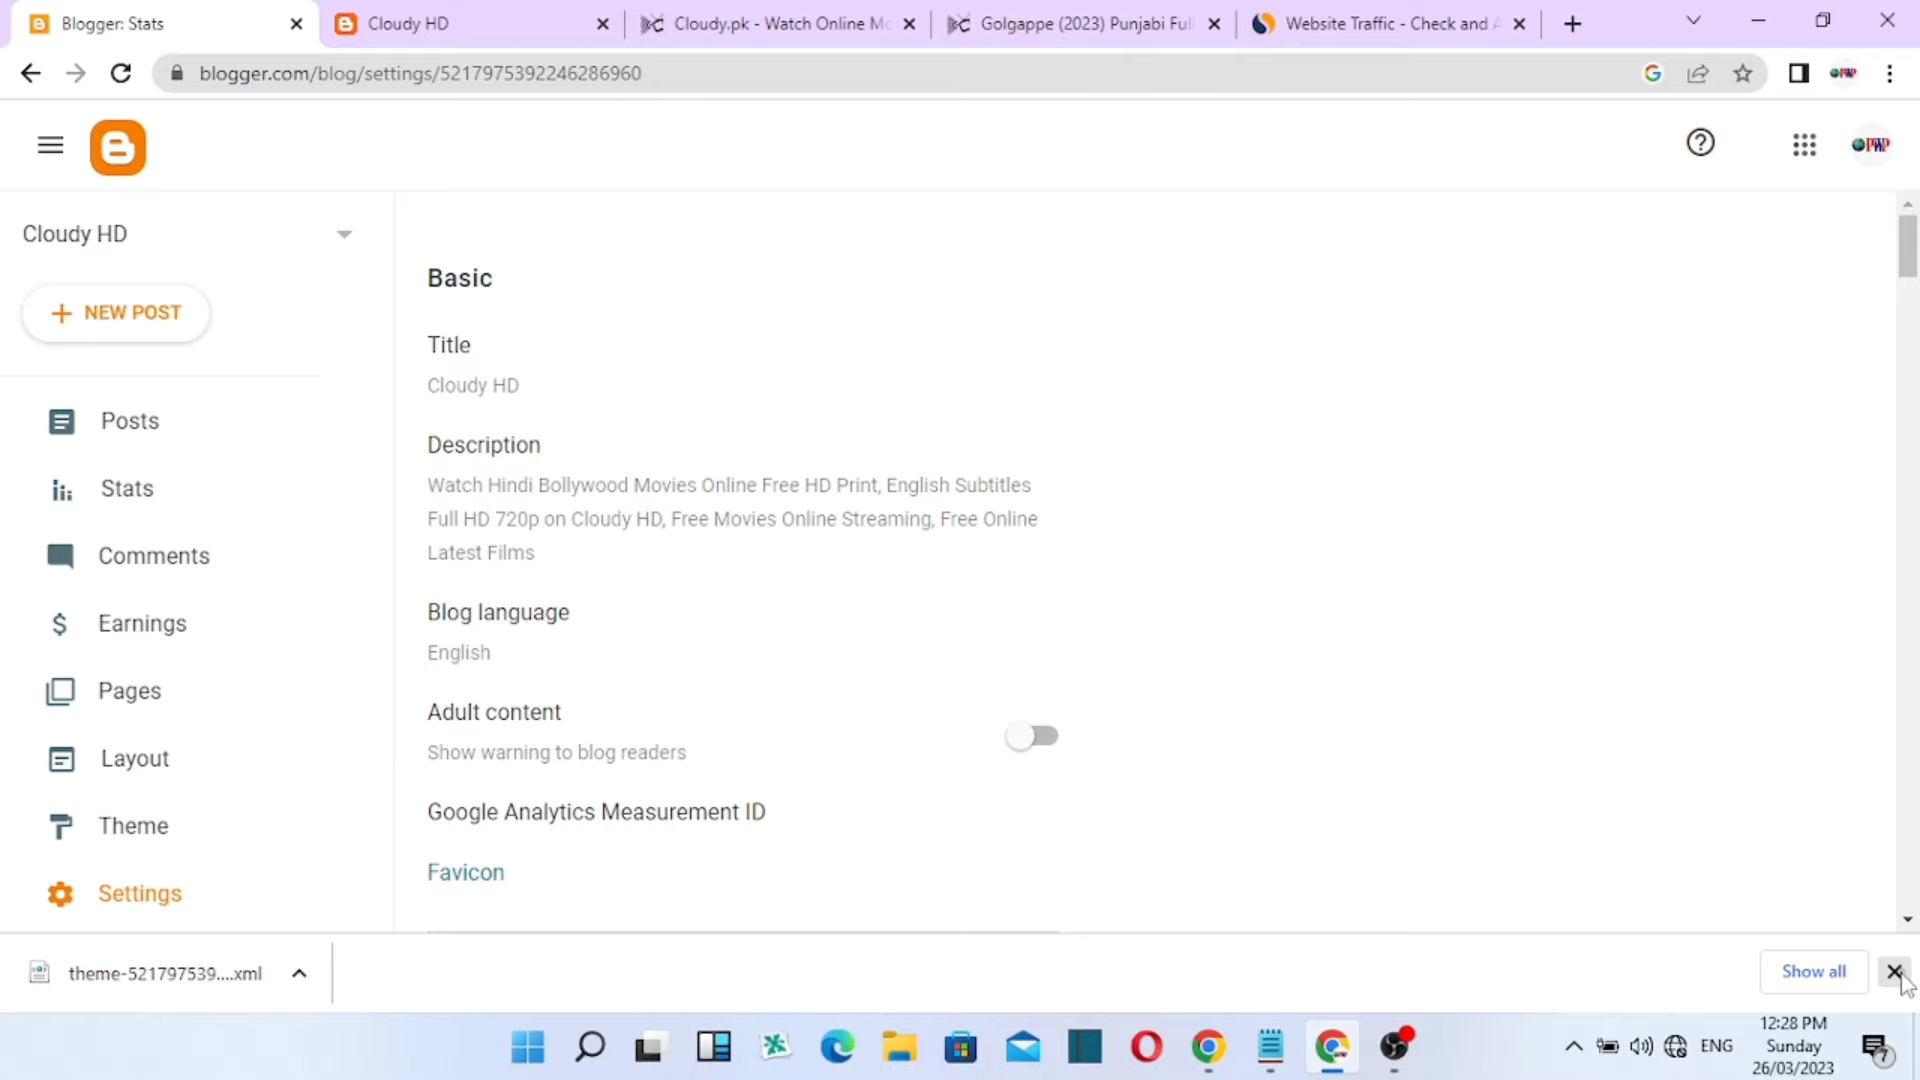 Blogger: Stats
Cloudy HD
Cloudy.pk - Watch Online Mo
Golgappe (2023) Punjabi Full
Website Traffic - Check and A
blogger.com/blog/settings/5217975392246286960
Cloudy HD
NEW POST
Posts
Stats
Comments
Earnings
Pages
Layout
Theme
Settings
Basic
Title
Cloudy HD
Description
Watch Hindi Bollywood Movies Online Free HD Print, English Subtitles
Full HD 720p on Cloudy HD, Free Movies Online Streaming, Free Online
Latest Films
Blog language
English
Adult content
Show warning to blog readers
Google Analytics Measurement ID
Favicon
theme-521797539....xml
Show all
ENG
12:28 PM
Sunday
26/03/2023
7